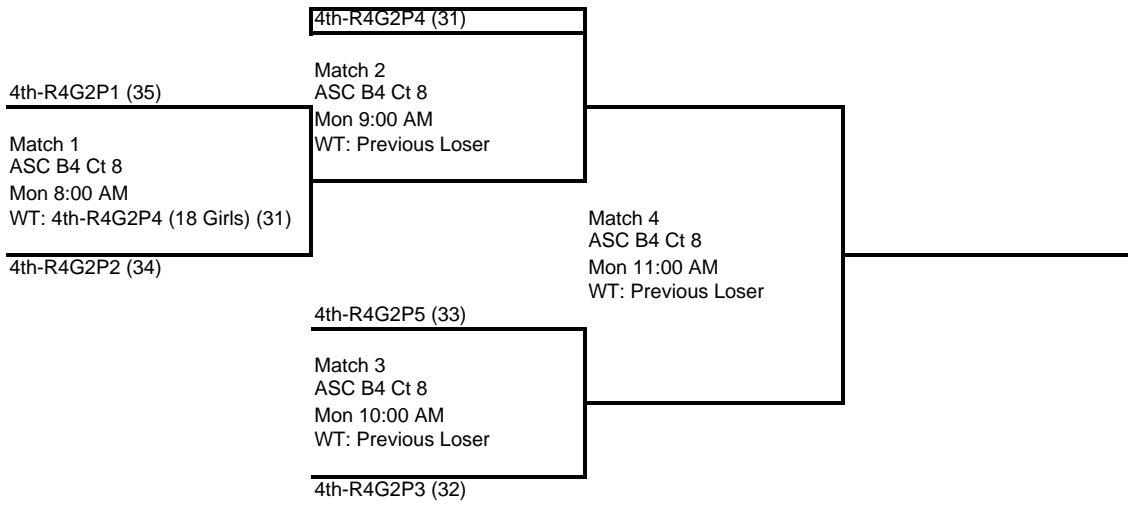 4th-R4G2P4 (31)
Match 2
ASC B4 Ct 8
Mon 9:00 AM
WT: Previous Loser
4th-R4G2P1 (35)
Match 1
ASC B4 Ct 8
Mon 8:00 AM
WT: 4th-R4G2P4 (18 Girls) (31)
4th-R4G2P2 (34)
Match 4
ASC B4 Ct 8
Mon 11:00 AM
WT: Previous Loser
4th-R4G2P5 (33)
Match 3
ASC B4 Ct 8
Mon 10:00 AM
WT: Previous Loser
4th-R4G2P3 (32)